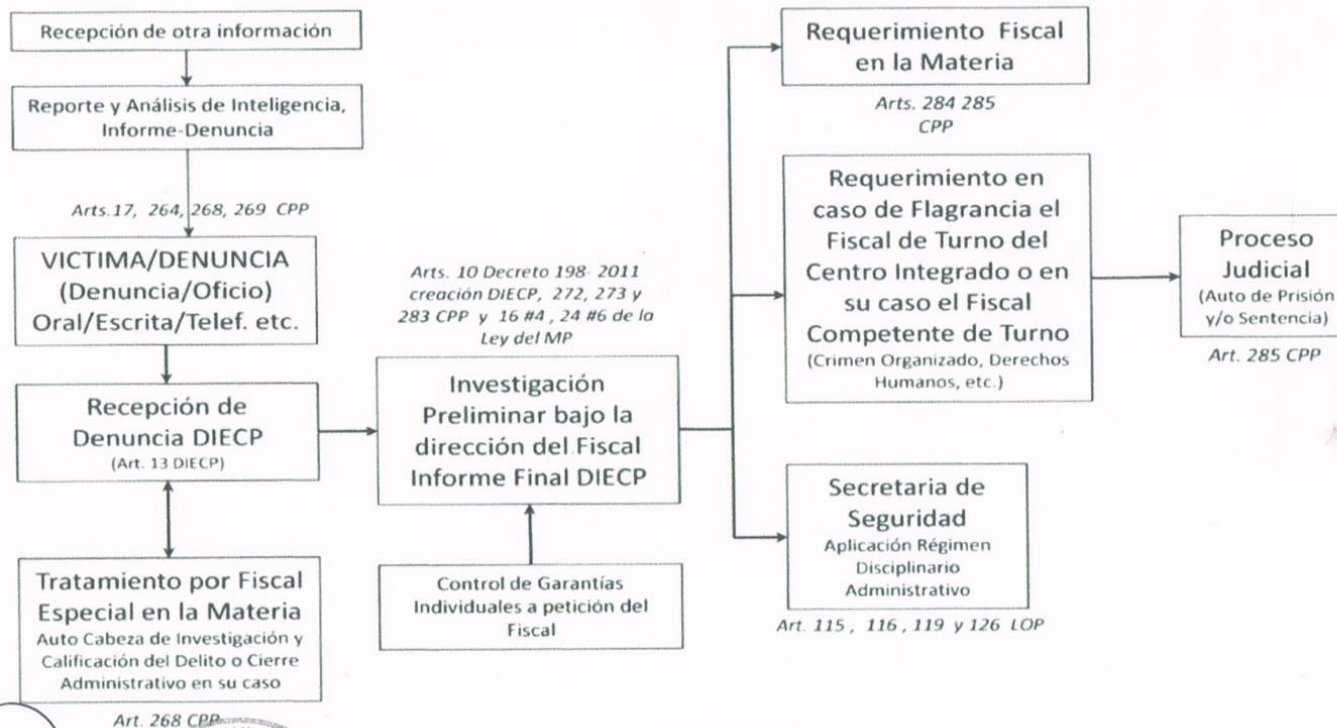 Recepción de otra información
Reporte y Análisis de Inteligencia,
Informe-Denuncia
Arts.17, 264, 268, 269 CPP
VICTIMA/DENUNCIA
(Denuncia/Oficio)
Oral/Escrita/Telef. etc.
Recepción de
Denuncia DIECP
(Art. 13 DIECP)
Tratamiento por Fiscal
Especial en la Materia
Auto Cabeza de Investigación y
Calificación del Delito o Cierre
Administrativo en su caso
Art. 268 CPP
Arts. 10 Decreto 198- 2011
creación DIECP, 272, 273 y
283 CPP y 16 #4 , 24 #6 de la
Ley del MP
Investigación
Preliminar bajo la
dirección del Fiscal
Informe Final DIECP
Control de Garantías
Individuales a petición del
Fiscal
Requerimiento Fiscal
en la Materia
Arts. 284 285
CPP
Requerimiento en
caso de Flagrancia el
Fiscal de Turno del
Centro Integrado o en
su caso el Fiscal
Competente de Turno
(Crimen Organizado, Derechos
Humanos, etc.)
Secretaria de
Seguridad
Aplicación Régimen
Disciplinario
Administrativo
Art. 115 , 116 , 119 y 126 LOP
Proceso
Judicial
(Auto de Prisión
y/o Sentencia)
Art. 285 CPP